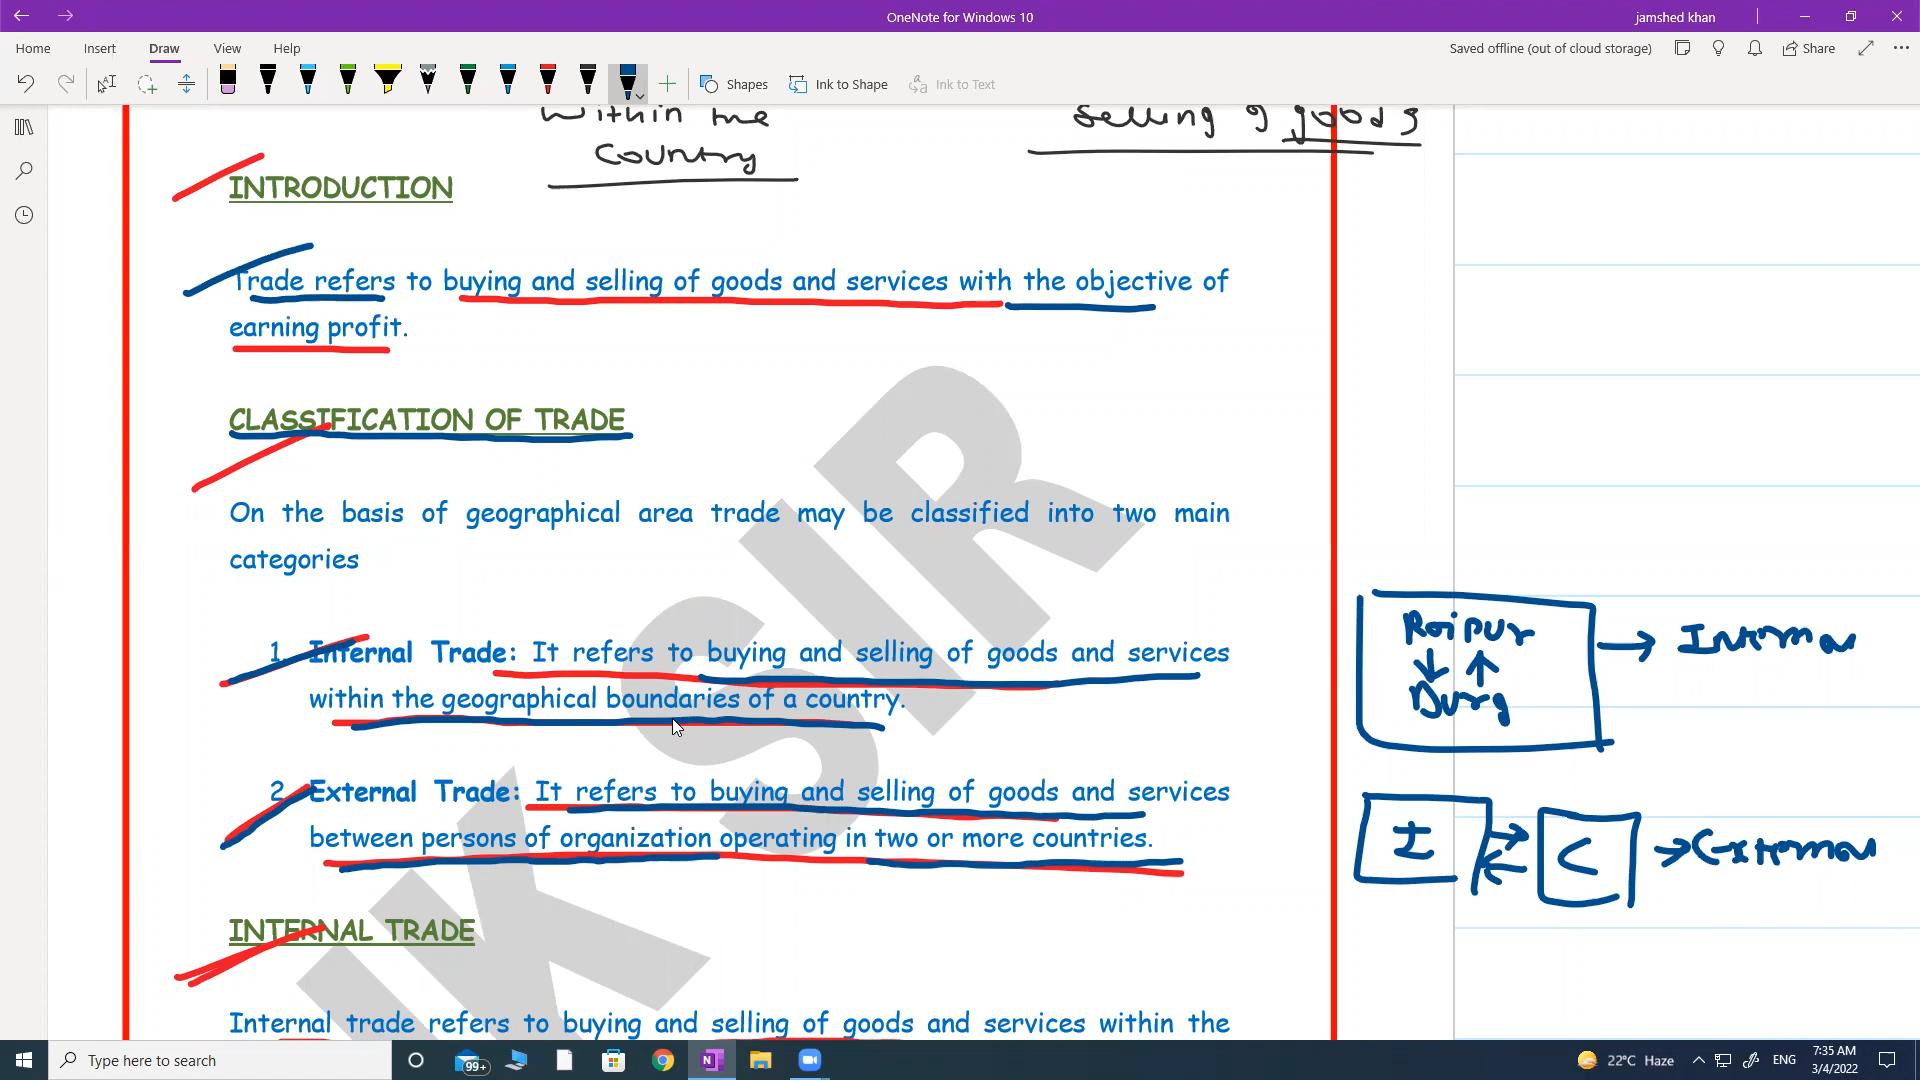 OneNote for Windows 10
jamshed khan
Home Insert Draw View Help
Saved offline (out of cloud storage)
Share
Shapes
Ink to Shape
Ink to Text
Within the
Country
Selling of goods
INTRODUCTION
Trade refers to buying and selling of goods and services with the objective of
earning profit.
CLASSIFICATION OF TRADE
On the basis of geographical area trade may be classified into two main
categories
1. Internal Trade: It refers to buying and selling of goods and services
within the geographical boundaries of a country.
2. External Trade: It refers to buying and selling of goods and services
between persons of organization operating in two or more countries.
Raipur
Durg
Internal
I
C
External
INTERNAL TRADE
Internal trade refers to buying and selling of goods and services within the
JK SIR
Type here to search
99+
22°C Haze
ENG
7:35 AM
3/4/2022